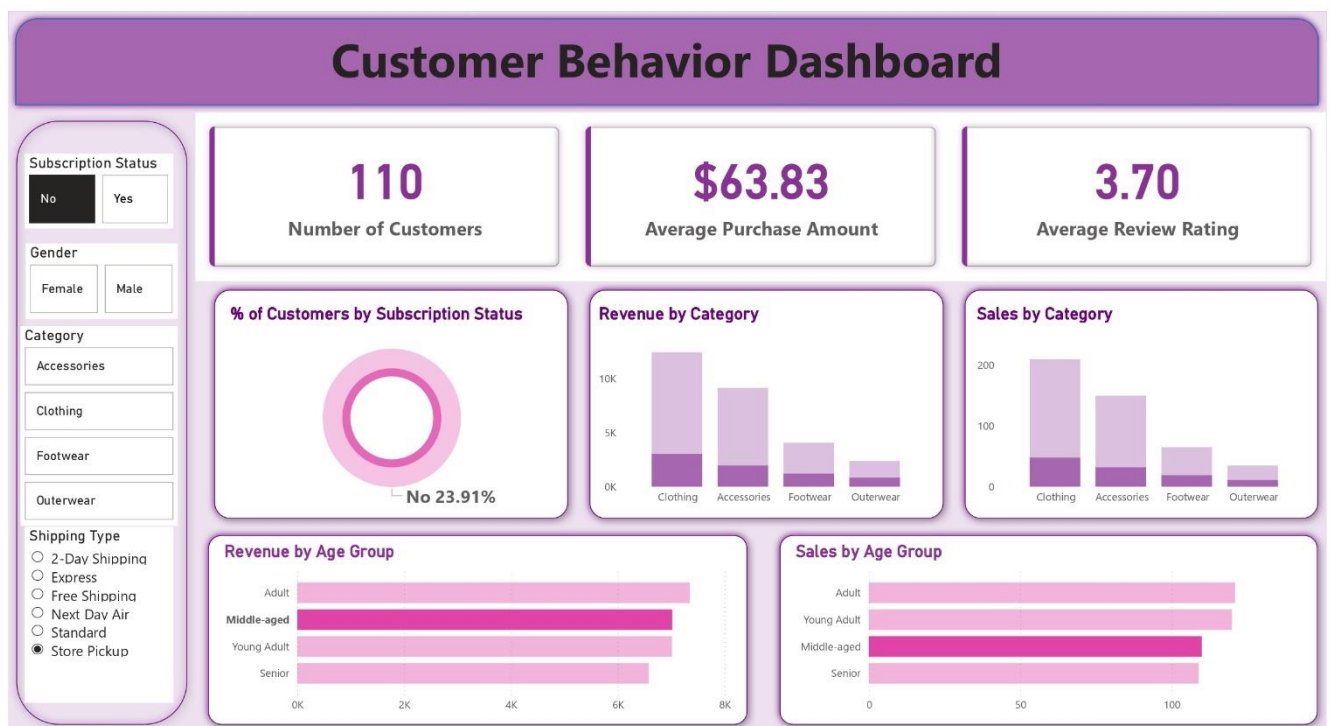 Customer Behavior Dashboard
Subscription Status
No
Yes
Gender
Female
Male
Category
Accessories
Clothing
Footwear
Outerwear
Shipping Type
2-Day Shipping
Express
Free Shipping
Next Day Air
Standard
Store Pickup
110
Number of Customers
$63.83
Average Purchase Amount
3.70
Average Review Rating
% of Customers by Subscription Status
No 23.91%
Revenue by Category
10K
5K
0K
Clothing
Accessories
Footwear
Outerwear
Sales by Category
200
100
0
Clothing
Accessories
Footwear
Outerwear
Revenue by Age Group
Adult
Middle-aged
Young Adult
Senior
0K
2K
4K
6K
8K
Sales by Age Group
Adult
Young Adult
Middle-aged
Senior
0
50
100